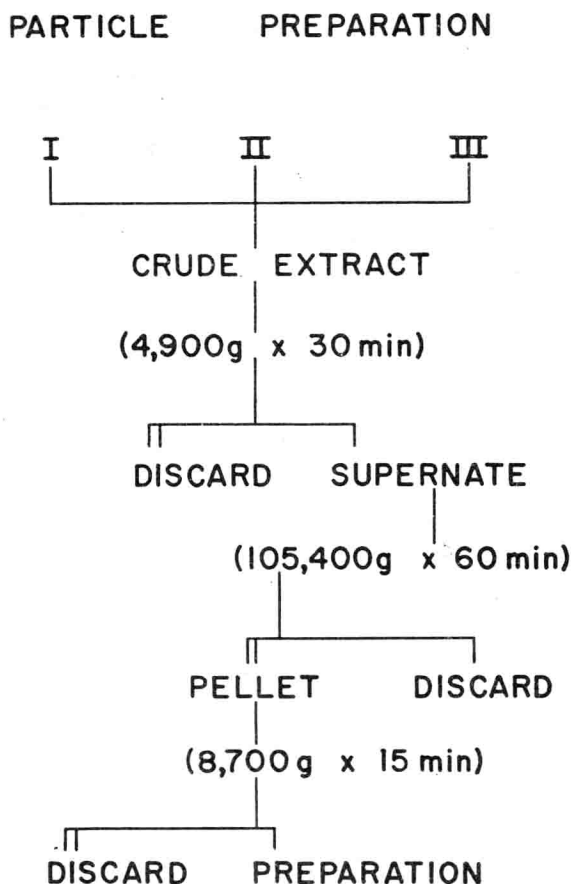 PARTICLE PREPARATION
I II III
CRUDE EXTRACT
(4,900g x 30 min)
DISCARD SUPERNATE
(105,400g x 60 min)
PELLET DISCARD
(8,700g x 15 min)
DISCARD PREPARATION